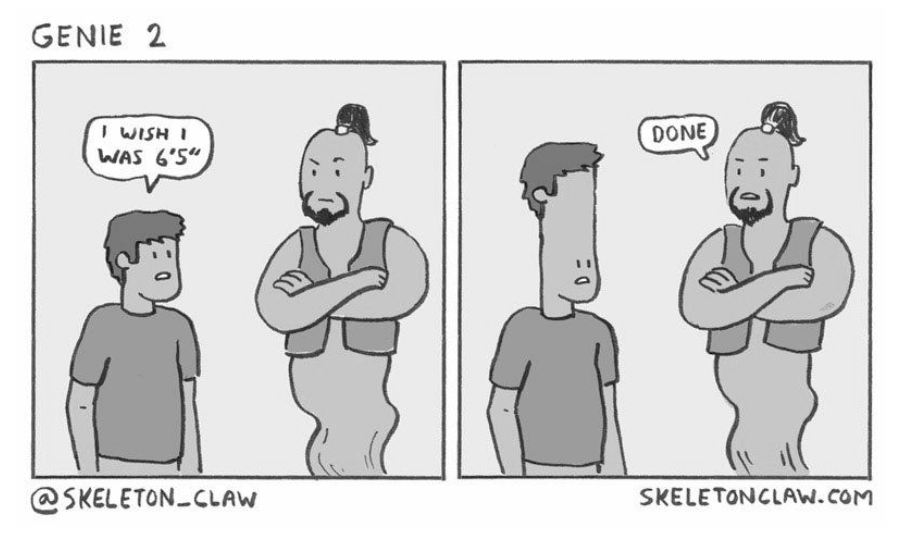 GENIE 2
I WISH I
WAS 6'5"
DONE
@SKELETON_CLAW
SKELETONCLAW.COM